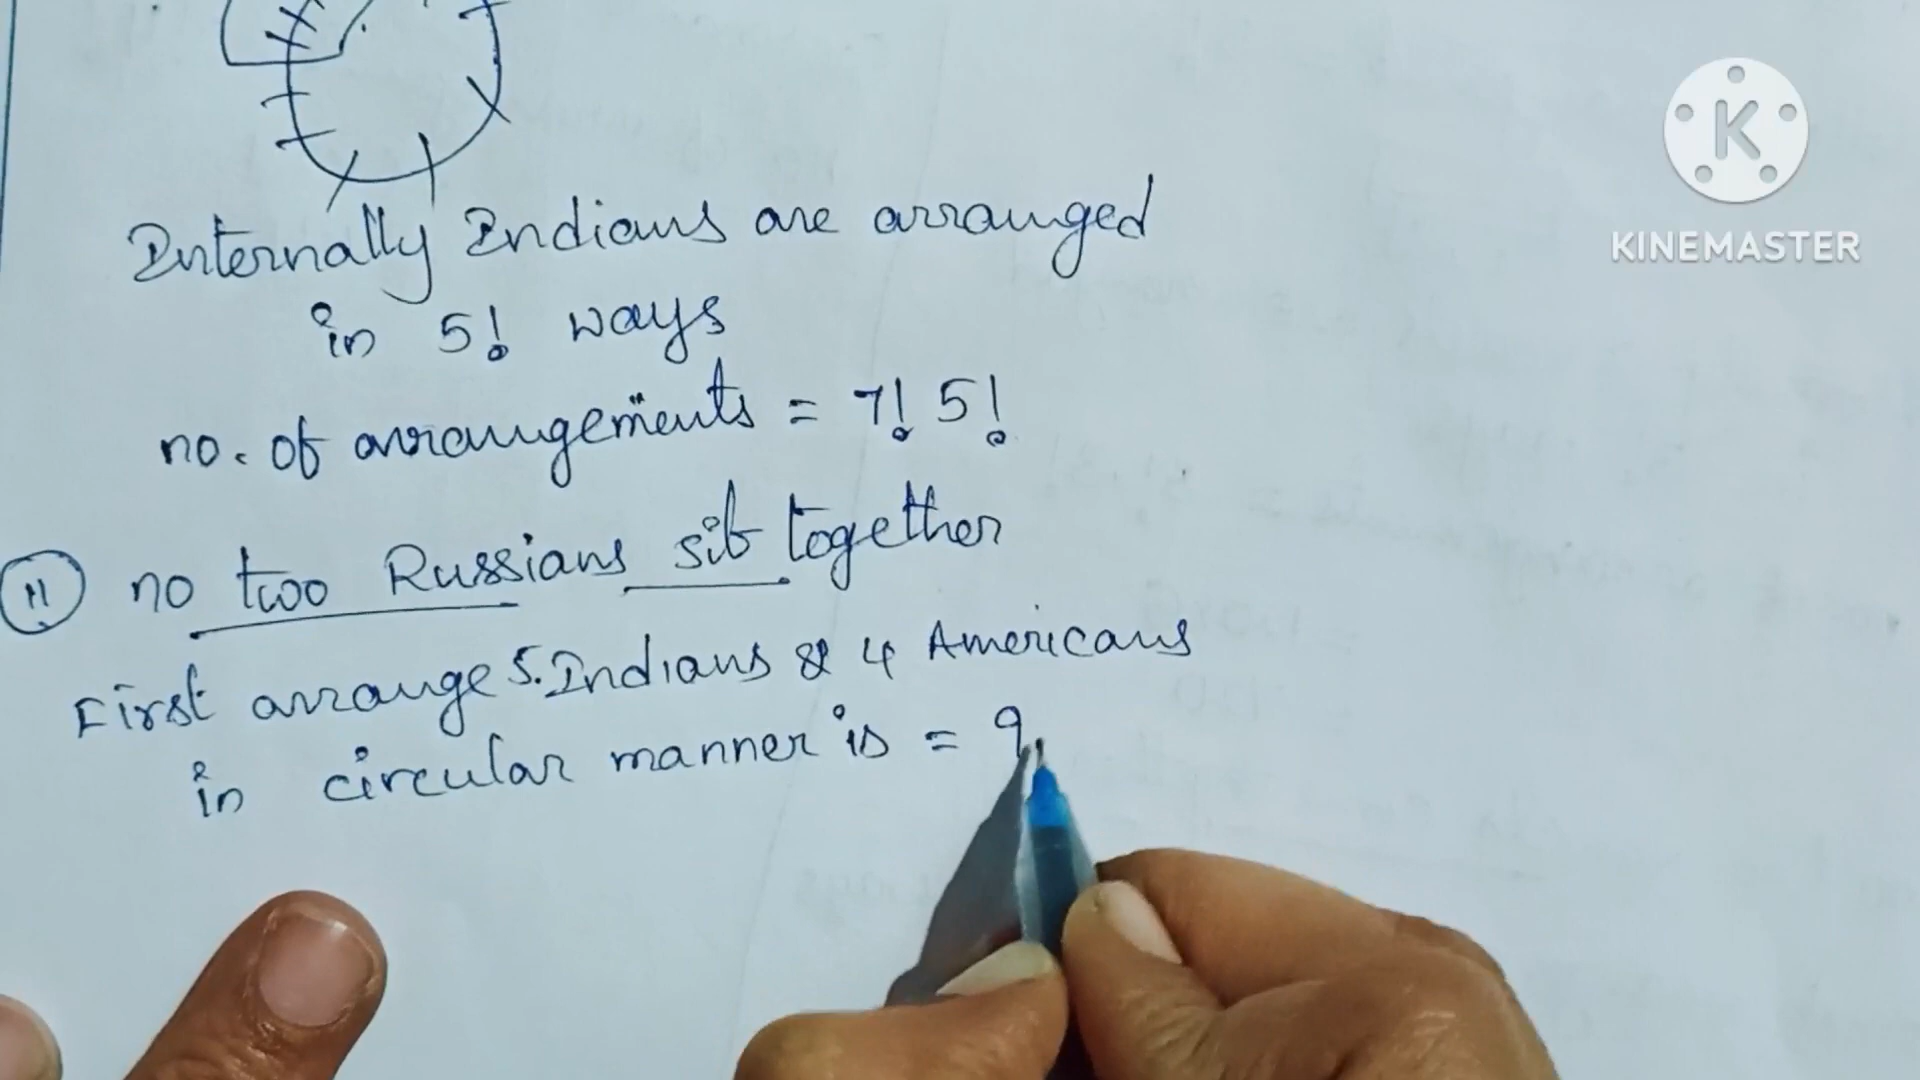 Internally Indians are arranged
in 5! ways
no. of arrangements = 7! 5!
II no two Russians sit together
First arrange 5 Indians & 4 Americans
in circular manner is = 9
K
KINEMASTER